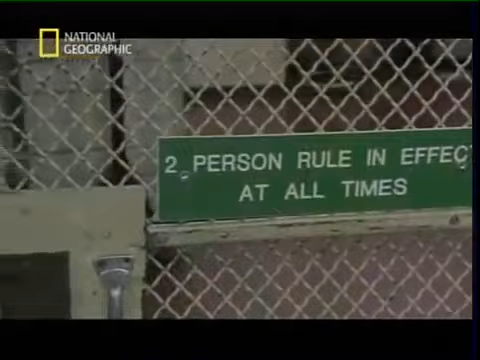 NATIONAL
GEOGRAPHIC
2 PERSON RULE IN EFFEC
AT ALL TIMES